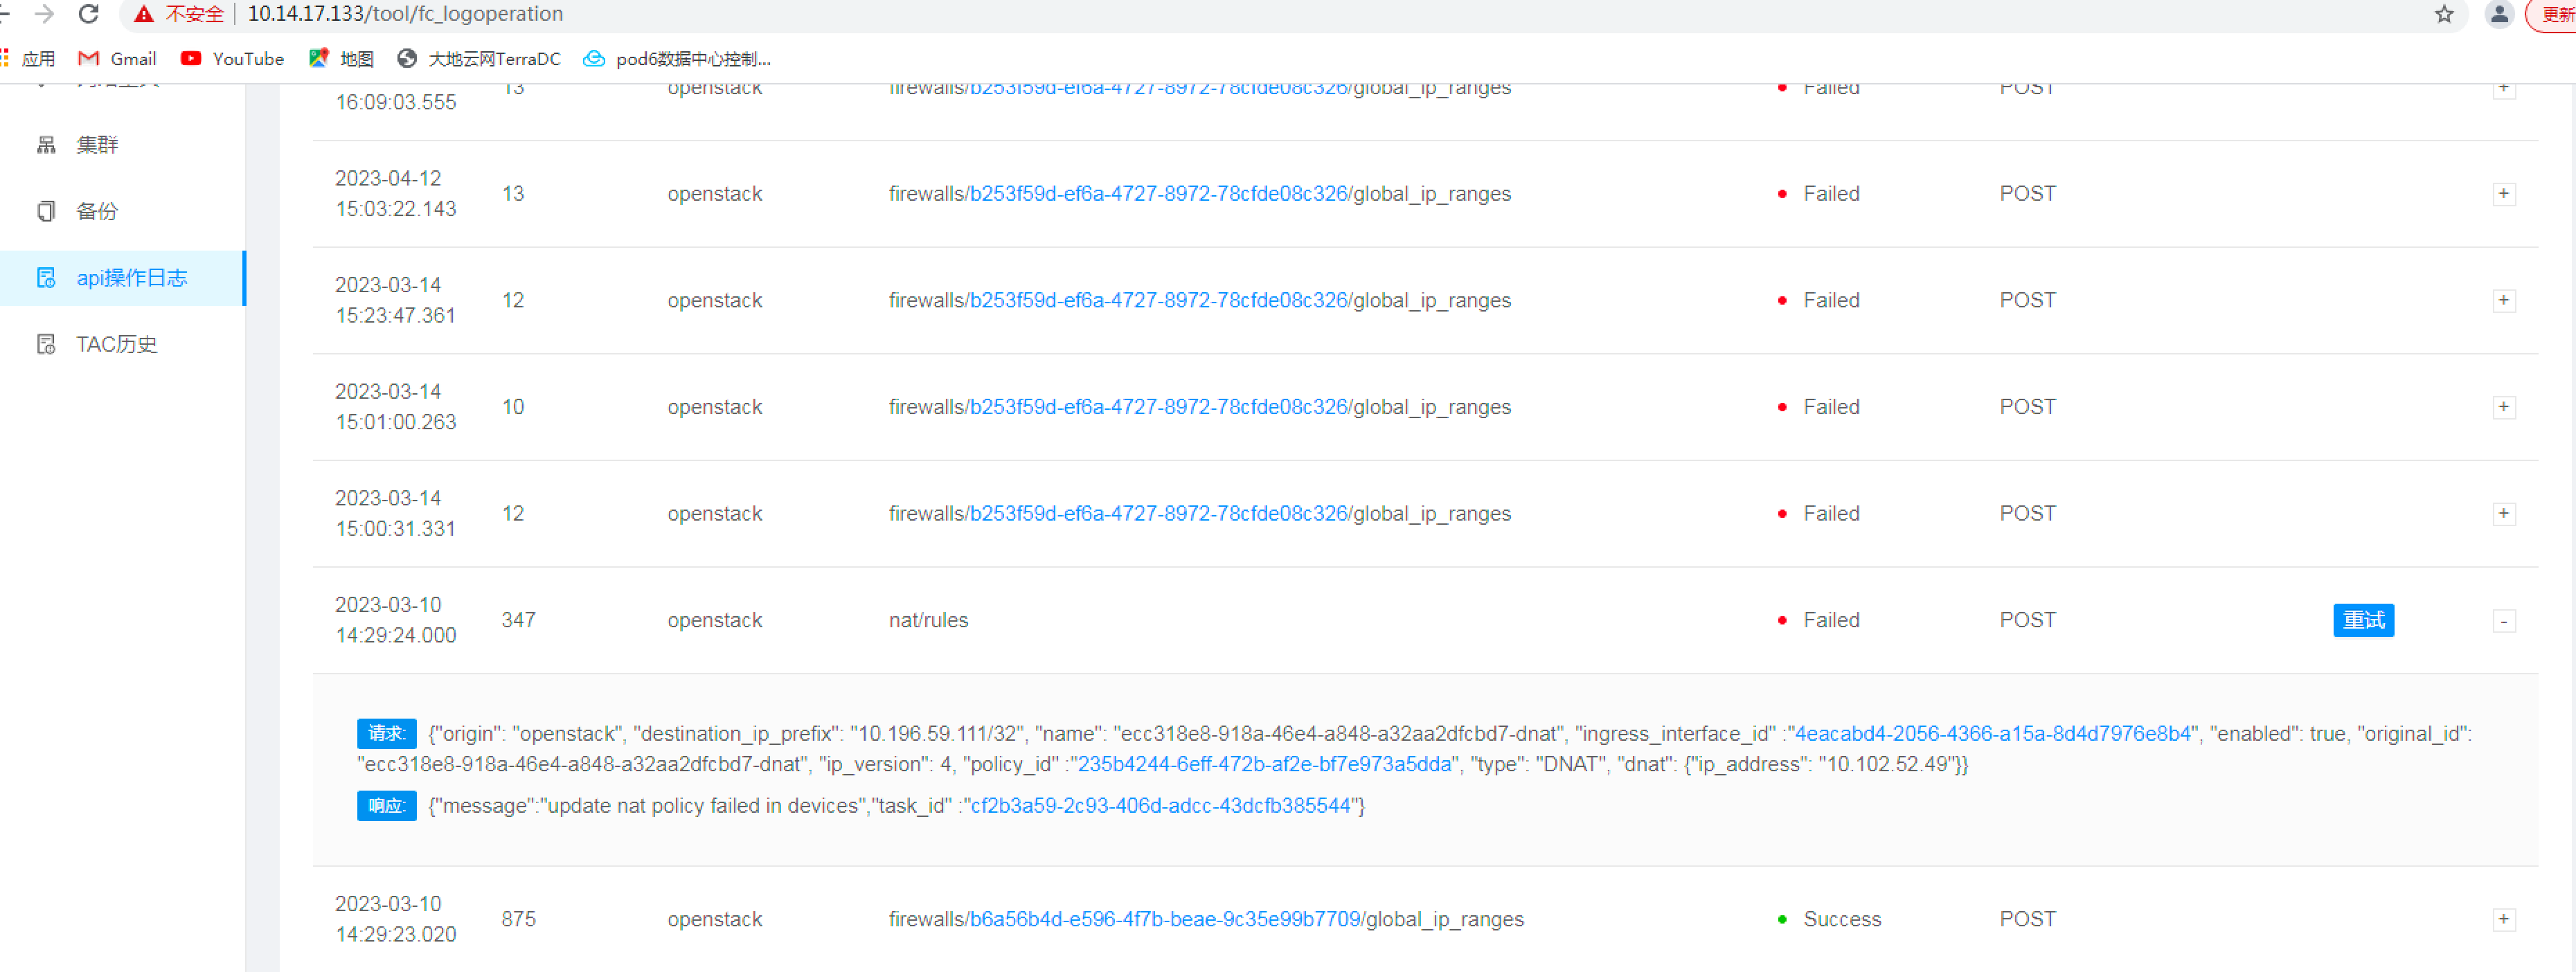 不安全 10.14.17.133/tool/fc_logoperation 更新
应用 Gmail YouTube 地图 大地云网TerraDC pod6数据中心控制...
16:09:03.555 13 openstack firewalls/b253f59d-ef6a-4727-8972-78cfde08c326/global_ip_ranges Failed POST +
集群
2023-04-12
15:03:22.143 13 openstack firewalls/b253f59d-ef6a-4727-8972-78cfde08c326/global_ip_ranges Failed POST +
备份
api操作日志
2023-03-14
15:23:47.361 12 openstack firewalls/b253f59d-ef6a-4727-8972-78cfde08c326/global_ip_ranges Failed POST +
TAC历史
2023-03-14
15:01:00.263 10 openstack firewalls/b253f59d-ef6a-4727-8972-78cfde08c326/global_ip_ranges Failed POST +
2023-03-14
15:00:31.331 12 openstack firewalls/b253f59d-ef6a-4727-8972-78cfde08c326/global_ip_ranges Failed POST +
2023-03-10
14:29:24.000 347 openstack nat/rules Failed POST 重试 -
请求: {"origin": "openstack", "destination_ip_prefix": "10.196.59.111/32", "name": "ecc318e8-918a-46e4-a848-a32aa2dfcbd7-dnat", "ingress_interface_id" :"4eacabd4-2056-4366-a15a-8d4d7976e8b4", "enabled": true, "original_id":
"ecc318e8-918a-46e4-a848-a32aa2dfcbd7-dnat", "ip_version": 4, "policy_id" :"235b4244-6eff-472b-af2e-bf7e973a5dda", "type": "DNAT", "dnat": {"ip_address": "10.102.52.49"}}
响应: {"message":"update nat policy failed in devices","task_id" :"cf2b3a59-2c93-406d-adcc-43dcfb385544"}
2023-03-10
14:29:23.020 875 openstack firewalls/b6a56b4d-e596-4f7b-beae-9c35e99b7709/global_ip_ranges Success POST +